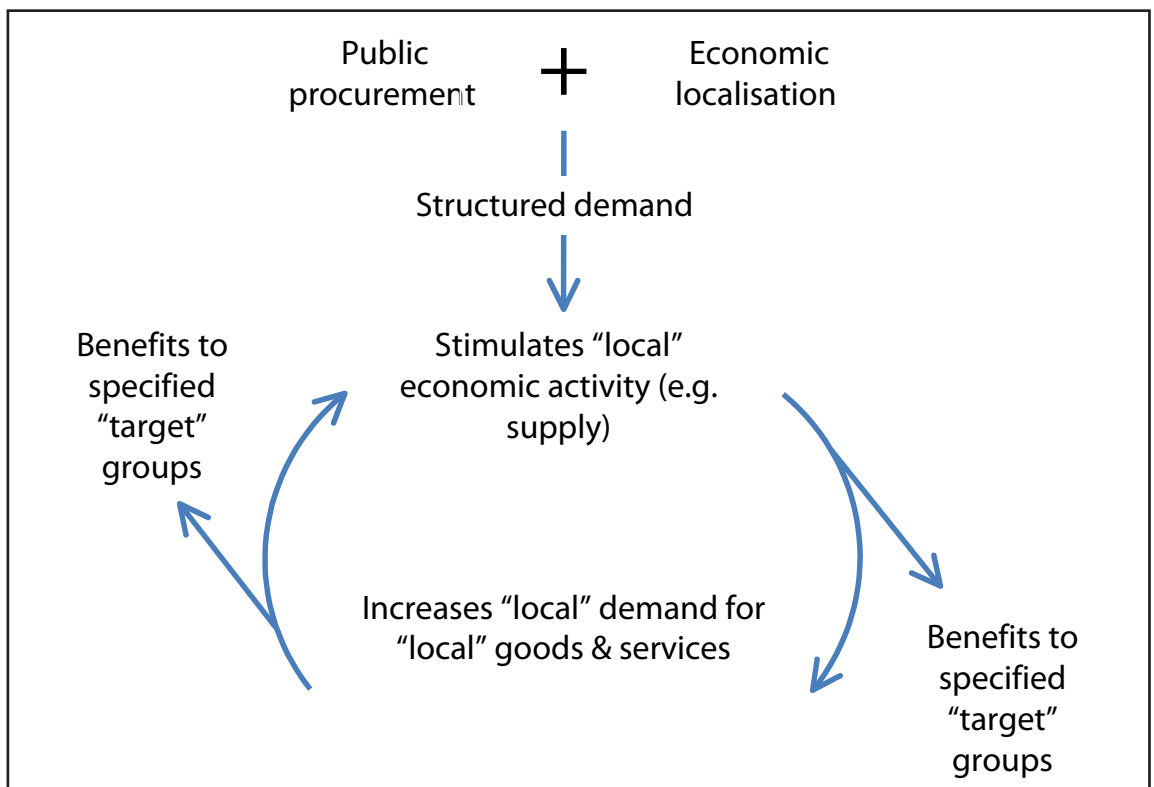 Public
procurement
+
Economic
localisation
Structured demand
Stimulates “local”
economic activity (e.g.
supply)
Benefits to
specified
“target”
groups
Increases “local” demand for
“local” goods & services
Benefits to
specified
“target”
groups